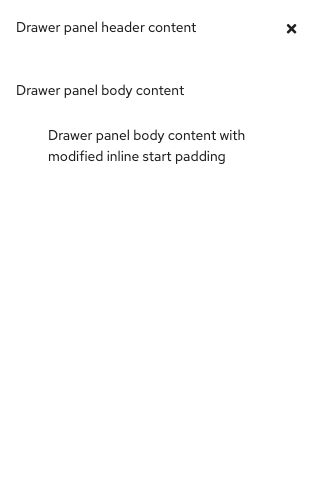 Drawer panel header content
Drawer panel body content
Drawer panel body content with
modified inline start padding